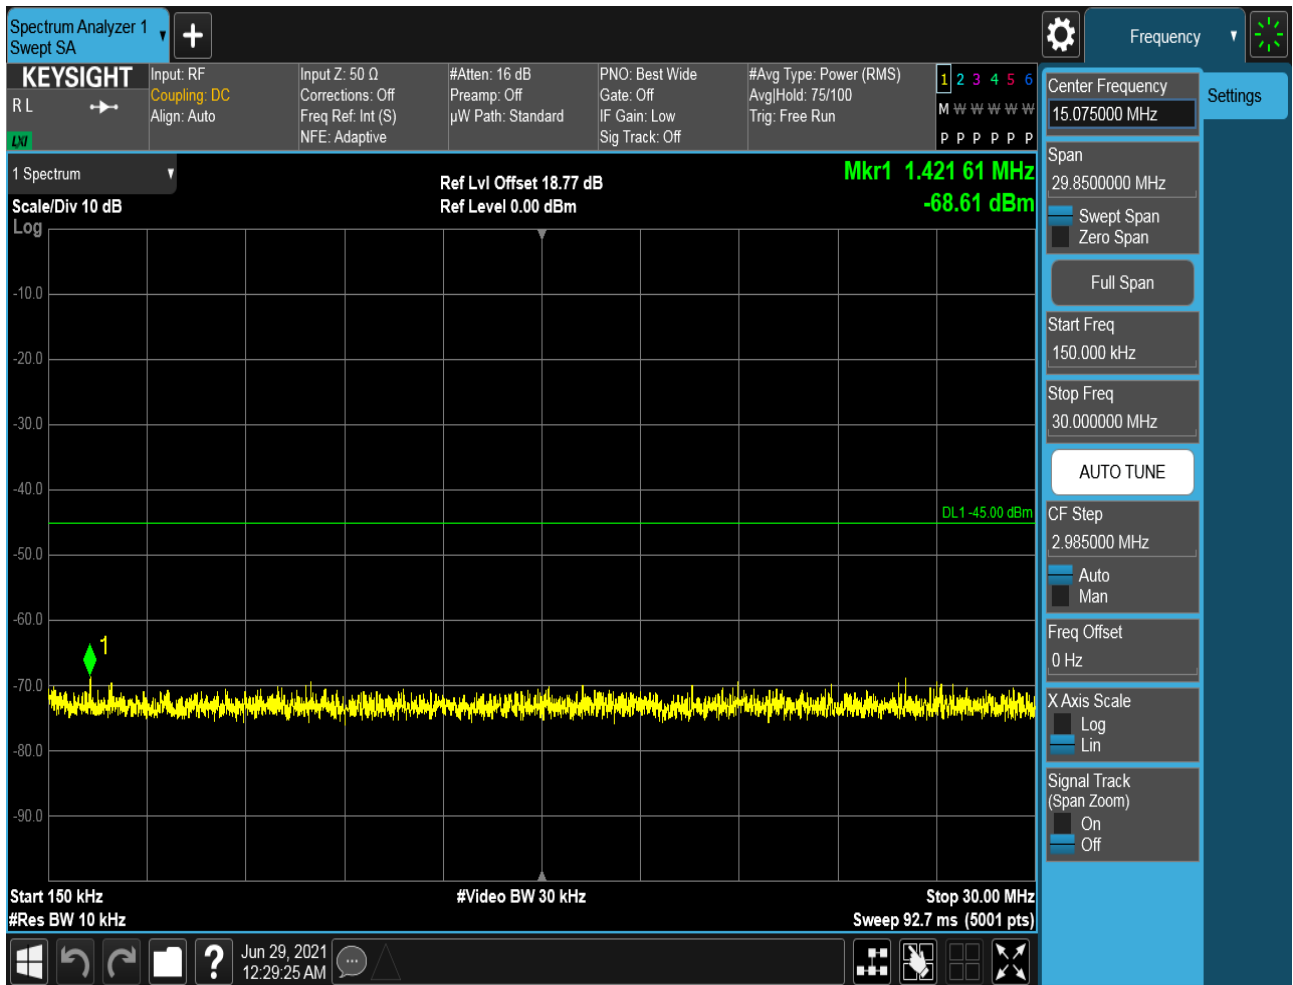 Spectrum Analyzer 1
Swept SA
+
Frequency
KEYSIGHT
R L
LXI
Input: RF
Coupling: DC
Align: Auto
Input Z: 50 Ω
Corrections: Off
Freq Ref: Int (S)
NFE: Adaptive
#Atten: 16 dB
Preamp: Off
µW Path: Standard
PNO: Best Wide
Gate: Off
IF Gain: Low
Sig Track: Off
#Avg Type: Power (RMS)
Avg|Hold: 75/100
Trig: Free Run
1 2 3 4 5 6
M W W W W W
P P P P P P
1 Spectrum
Scale/Div 10 dB
Log
Ref Lvl Offset 18.77 dB
Ref Level 0.00 dBm
Mkr1 1.421 61 MHz
-68.61 dBm
-10.0
-20.0
-30.0
-40.0
DL1 -45.00 dBm
-50.0
-60.0
1
-70.0
-80.0
-90.0
Start 150 kHz
#Res BW 10 kHz
#Video BW 30 kHz
Stop 30.00 MHz
Sweep 92.7 ms (5001 pts)
?
Jun 29, 2021
12:29:25 AM
Center Frequency
15.075000 MHz
Settings
Span
29.8500000 MHz
Swept Span
Zero Span
Full Span
Start Freq
150.000 kHz
Stop Freq
30.000000 MHz
AUTO TUNE
CF Step
2.985000 MHz
Auto
Man
Freq Offset
0 Hz
X Axis Scale
Log
Lin
Signal Track
(Span Zoom)
On
Off